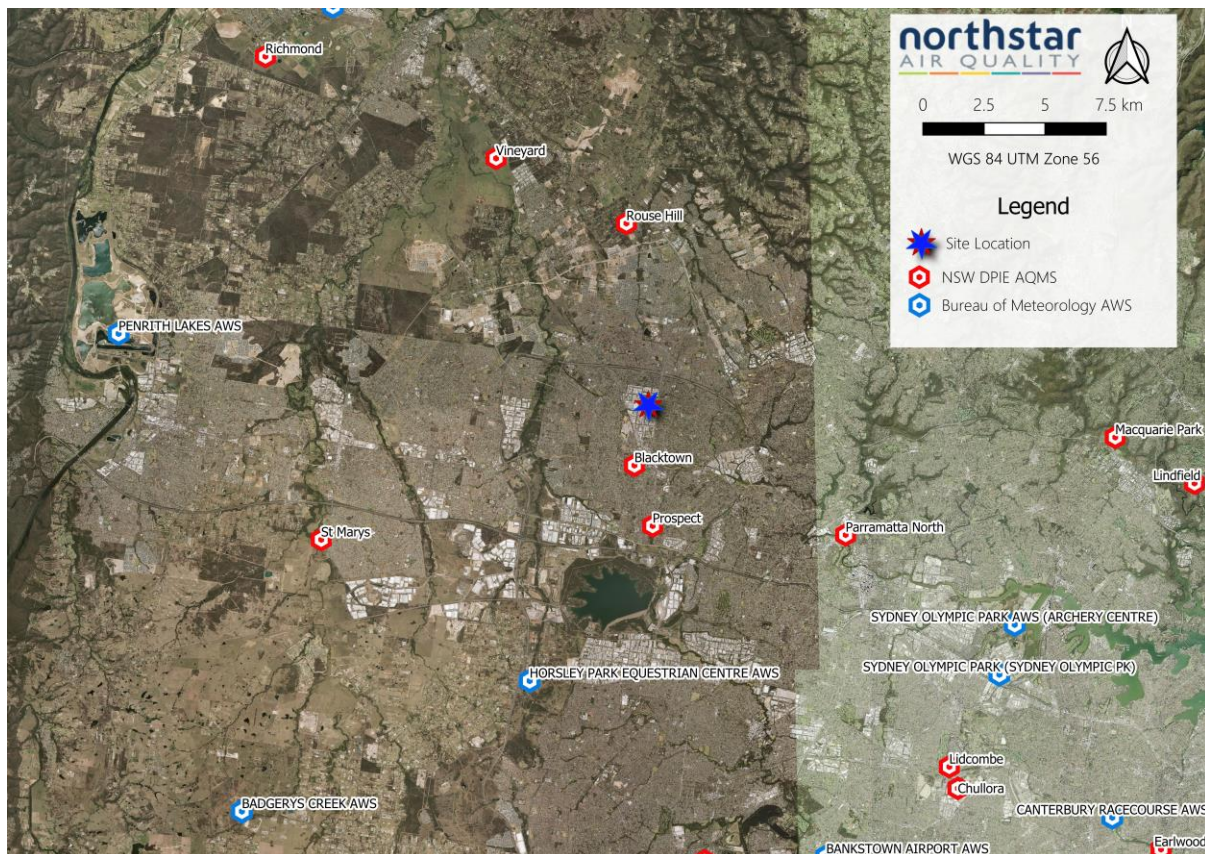 Richmond
northstar
AIR QUALITY
0 2.5 5 7.5 km
WGS 84 UTM Zone 56
Legend
Site Location
NSW DPIE AQMS
Bureau of Meteorology AWS
Vineyard
Rouse Hill
PENRITH LAKES AWS
Macquarie Park
Blacktown
Lindfield
Prospect
St Marys
Parramatta North
SYDNEY OLYMPIC PARK AWS (ARCHERY CENTRE)
SYDNEY OLYMPIC PARK (SYDNEY OLYMPIC PK)
HORSLEY PARK EQUESTRIAN CENTRE AWS
Lidcombe
Chullora
BADGERYS CREEK AWS
CANTERBURY RACECOURSE AWS
Earlwood
BANKSTOWN AIRPORT AWS